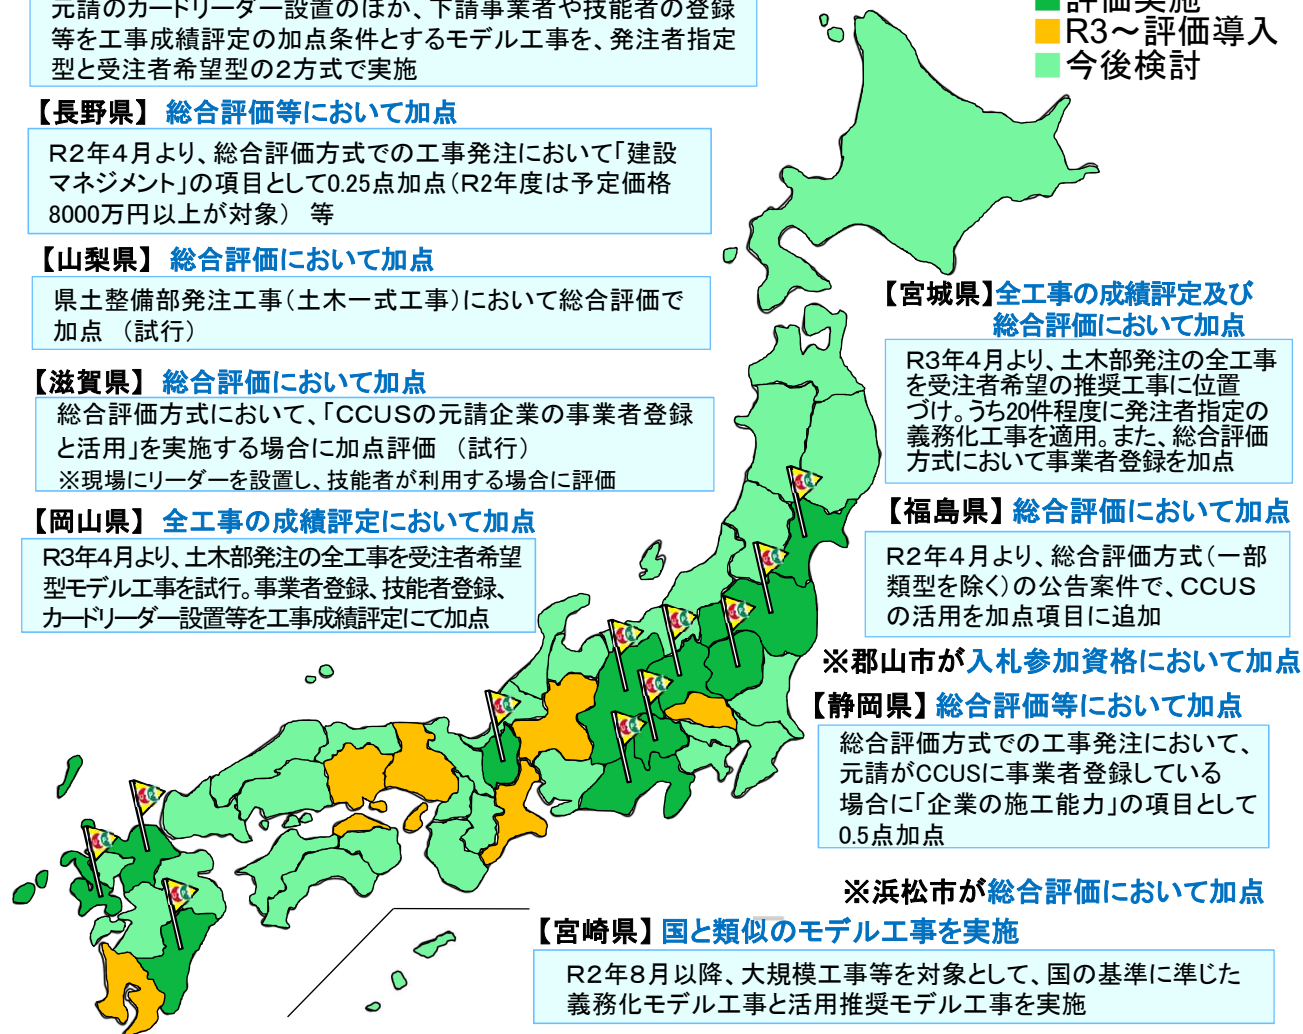 元請のカードリーダー設置のほか、下請事業者や技能者の登録
等を工事成績評定の加点条件とするモデル工事を、発注者指定
型と受注者希望型の２方式で実施
評価実施
R3～評価導入
今後検討
【長野県】 総合評価等において加点
R２年４月より、総合評価方式での工事発注において「建設
マネジメント」の項目として0.25点加点（R2年度は予定価格
8000万円以上が対象） 等
【山梨県】 総合評価において加点
県土整備部発注工事（土木一式工事）において総合評価で
加点 （試行）
【滋賀県】 総合評価において加点
総合評価方式において、「CCUSの元請企業の事業者登録
と活用」を実施する場合に加点評価 （試行）
※現場にリーダーを設置し、技能者が利用する場合に評価
【岡山県】 全工事の成績評定において加点
R3年４月より、土木部発注の全工事を受注者希望
型モデル工事を試行。事業者登録、技能者登録、
カードリーダー設置等を工事成績評定にて加点
【宮城県】全工事の成績評定及び
総合評価において加点
R３年４月より、土木部発注の全工事
を受注者希望の推奨工事に位置
づけ。うち20件程度に発注者指定の
義務化工事を適用。また、総合評価
方式において事業者登録を加点
【福島県】 総合評価において加点
R２年４月より、総合評価方式（一部
類型を除く）の公告案件で、CCUS
の活用を加点項目に追加
※郡山市が入札参加資格において加点
【静岡県】 総合評価等において加点
総合評価方式での工事発注において、
元請がCCUSに事業者登録している
場合に「企業の施工能力」の項目として
0.5点加点
※浜松市が総合評価において加点
【宮崎県】 国と類似のモデル工事を実施
R２年８月以降、大規模工事等を対象として、国の基準に準じた
義務化モデル工事と活用推奨モデル工事を実施